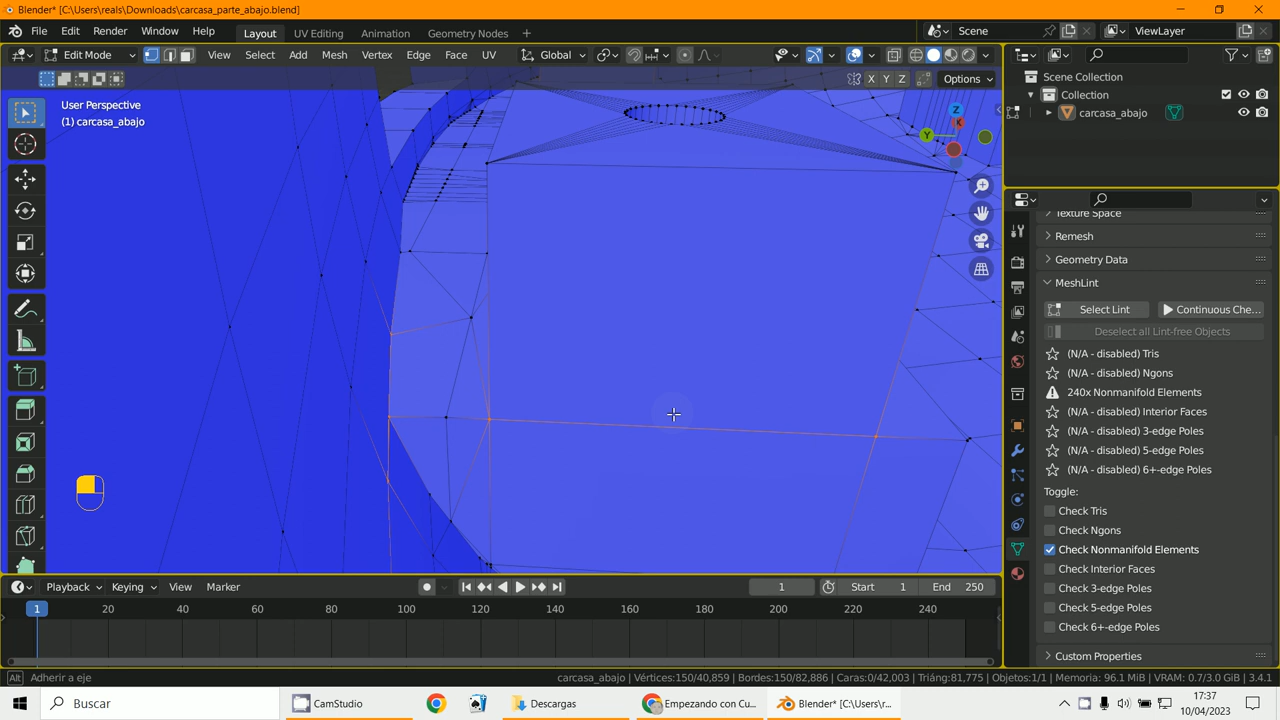 Blender* [C:\Users\reals\Downloads\carcasa_parte_abajo.blend]
File Edit Render Window Help Layout UV Editing Animation Geometry Nodes + Scene ViewLayer
Edit Mode View Select Add Mesh Vertex Edge Face UV Global
X Y Z Options
User Perspective
(1) carcasa_abajo
Z
X
Y
Scene Collection
Collection
carcasa_abajo
Texture Space
Remesh
Geometry Data
MeshLint
Select Lint Continuous Che...
Deselect all Lint-free Objects
(N/A - disabled) Tris
(N/A - disabled) Ngons
240x Nonmanifold Elements
(N/A - disabled) Interior Faces
(N/A - disabled) 3-edge Poles
(N/A - disabled) 5-edge Poles
(N/A - disabled) 6+-edge Poles
Toggle:
Check Tris
Check Ngons
Check Nonmanifold Elements
Check Interior Faces
Check 3-edge Poles
Check 5-edge Poles
Check 6+-edge Poles
Custom Properties
Playback Keying View Marker 1 Start 1 End 250
1 20 40 60 80 100 120 140 160 180 200 220 240
Alt Adherir a eje carcasa_abajo | Vértices:150/40,859 | Bordes:150/82,886 | Caras:0/42,003 | Triáng:81,775 | Objetos:1/1 | Memoria: 96.1 MiB | VRAM: 0.7/3.0 GiB | 3.4.1
Buscar CamStudio Descargas Empezando con Cu... Blender* [C:\Users\r... 17:37
10/04/2023